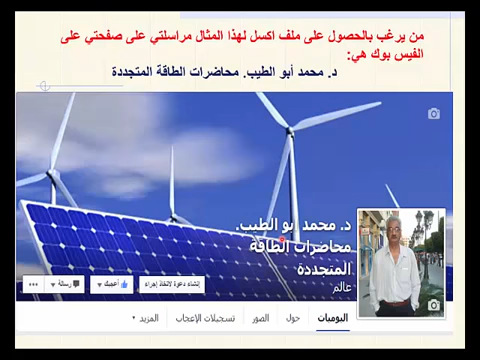 من يرغب بالحصول على ملف اكسل لهذا المثال مراسلتي على صفحتي على
الفيس بوك هي:
د. محمد أبو الطيب. محاضرات الطاقة المتجددة
د. محمد أبو الطيب.
محاضرات الطاقة
المتجددة
عالم
إنشاء دعوة لاتخاذ إجراء
أعجبك
رسالة
اليوميات
حول
الصور
تسجيلات الإعجاب
المزيد